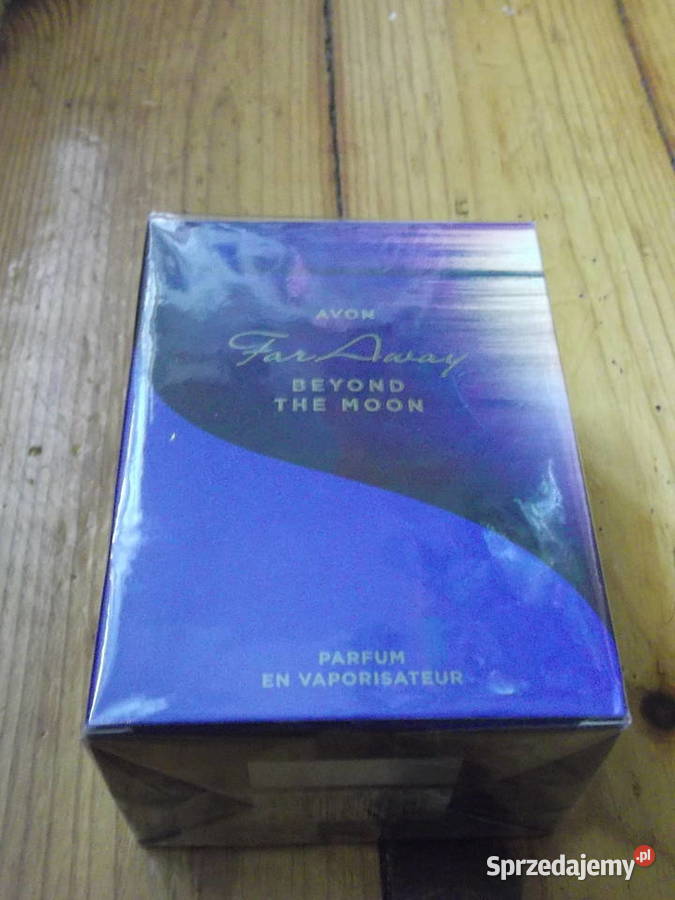 AVON
Far Away
BEYOND
THE MOON
PARFUM
EN VAPORISATEUR
Sprzedajemy.pl